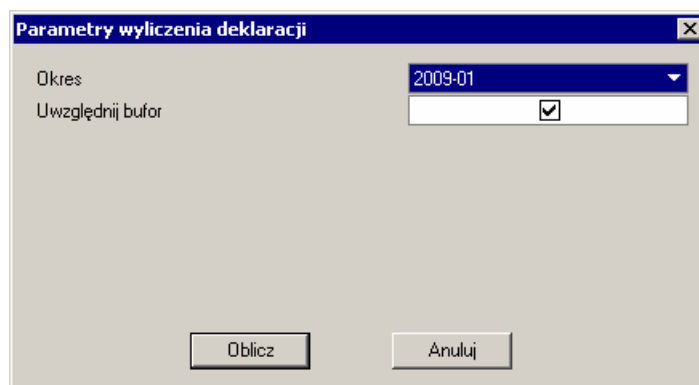 Parametry wyliczenia deklaracji
Okres 2009-01
Uwzględnij bufor
Oblicz Anuluj